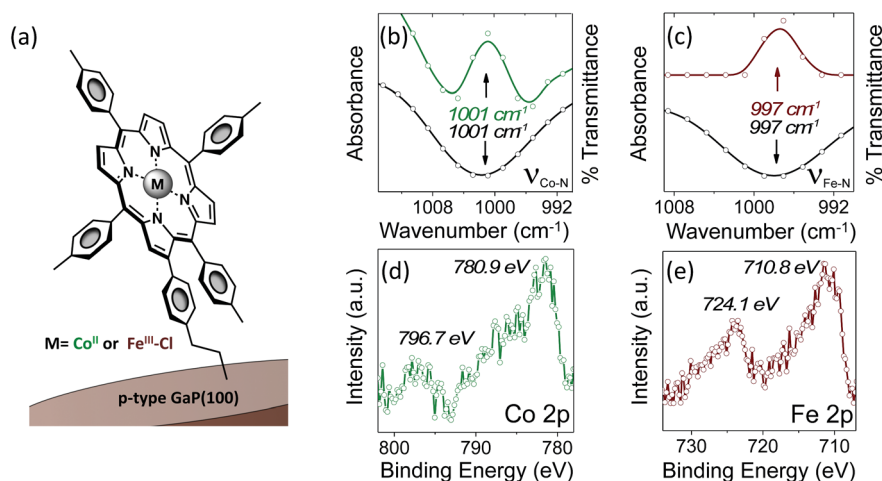 (a)
N
N
M
N
N
M= Coᴵᴵ or Feᴵᴵᴵ-Cl
p-type GaP(100)
(b)
Absorbance
% Transmittance
1001 cm⁻¹
1001 cm⁻¹
νCo-N
1008 1000 992
Wavenumber (cm⁻¹)
(c)
Absorbance
% Transmittance
997 cm⁻¹
997 cm⁻¹
νFe-N
1000 990
Wavenumber (cm⁻¹)
(d)
Intensity (a.u.)
780.9 eV
796.7 eV
Co 2p
800 790 780
Binding Energy (eV)
(e)
Intensity (a.u.)
710.8 eV
724.1 eV
Fe 2p
730 720 710
Binding Energy (eV)